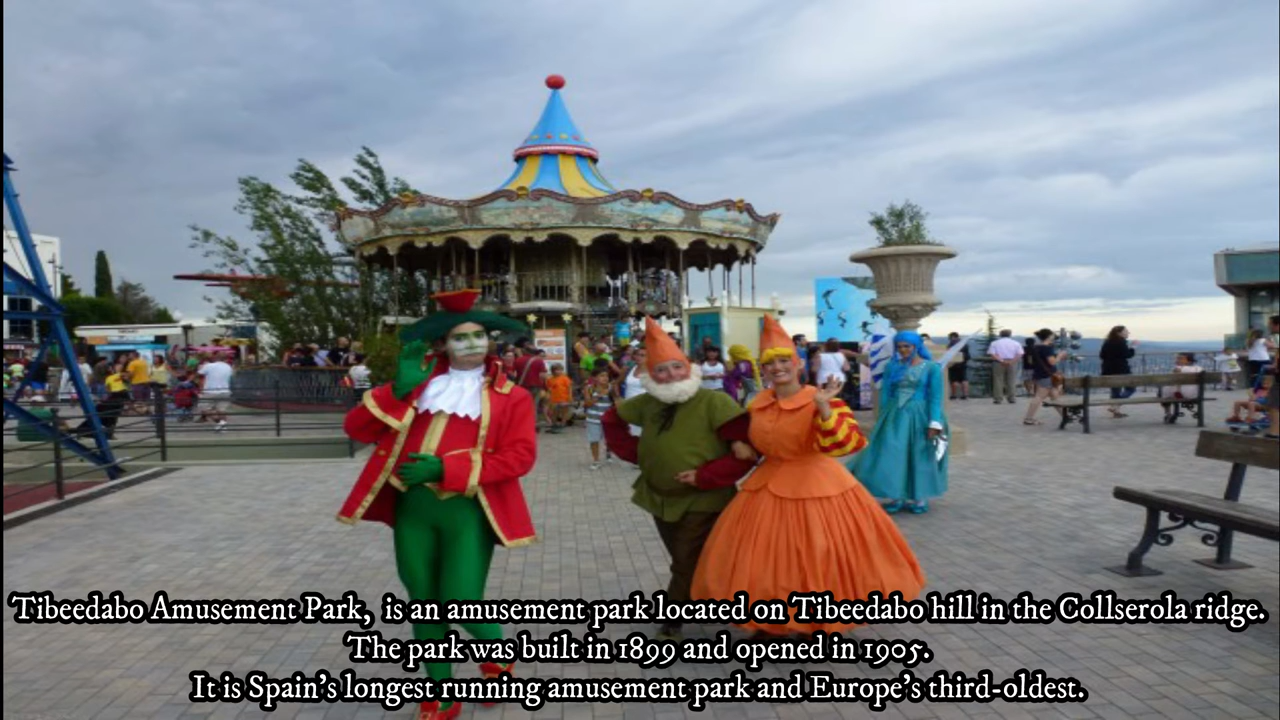 Tibeedabo Amusement Park, is an amusement park located on Tibeedabo hill in the Collserola ridge.
The park was built in 1899 and opened in 1905.
It is Spain's longest running amusement park and Europe's third-oldest.